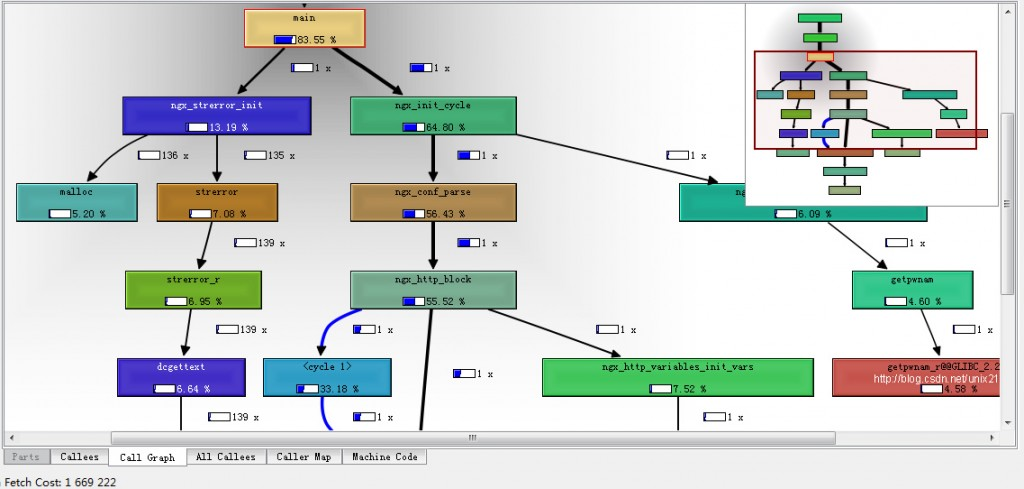 main
83.55 %
1 x
1 x
ngx_strerror_init
13.19 %
ngx_init_cycle
64.80 %
136 x
135 x
1 x
1 x
malloc
5.20 %
strerror
7.08 %
ngx_conf_parse
56.43 %
6.09 %
139 x
1 x
1 x
strerror_r
6.95 %
ngx_http_block
55.52 %
getpwnam
4.60 %
139 x
1 x
1 x
1 x
dcgettext
6.64 %
<cycle 1>
33.18 %
1 x
ngx_http_variables_init_vars
7.52 %
getpwnam_r@@GLIBC_2.2
http://blog.csdn.net/unix21
4.58 %
139 x
1 x
1 x
Parts Callees Call Graph All Callees Caller Map Machine Code
Fetch Cost: 1 669 222